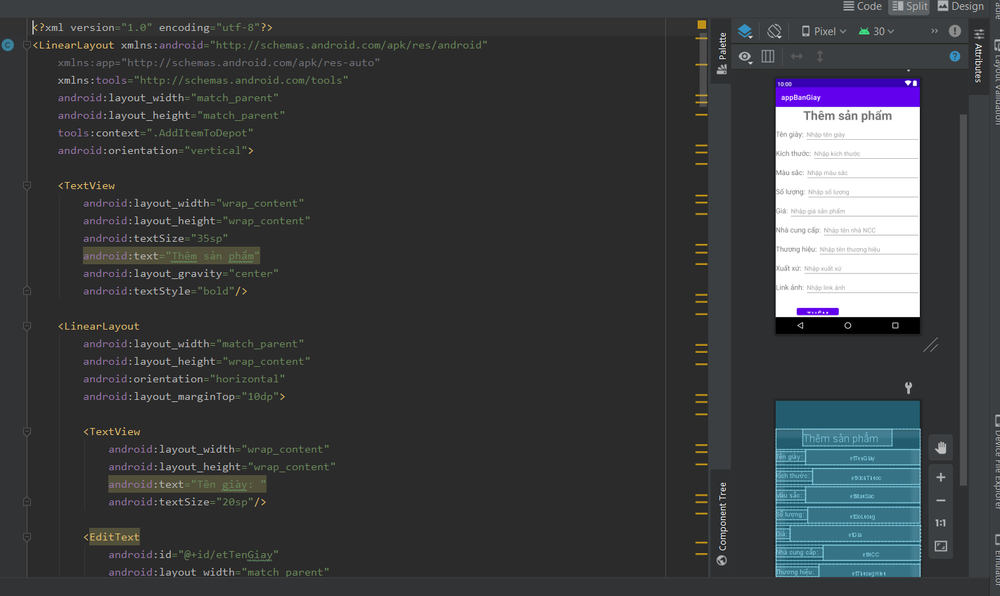 Code Split Design
<?xml version="1.0" encoding="utf-8"?>
<LinearLayout xmlns:android="http://schemas.android.com/apk/res/android"
xmlns:app="http://schemas.android.com/apk/res-auto"
xmlns:tools="http://schemas.android.com/tools"
android:layout_width="match_parent"
android:layout_height="match_parent"
tools:context=".AddItemToDepot"
android:orientation="vertical">
<TextView
android:layout_width="wrap_content"
android:layout_height="wrap_content"
android:textSize="35sp"
android:text="Thêm sản phẩm"
android:layout_gravity="center"
android:textStyle="bold"/>
<LinearLayout
android:layout_width="match_parent"
android:layout_height="wrap_content"
android:orientation="horizontal"
android:layout_marginTop="10dp">
<TextView
android:layout_width="wrap_content"
android:layout_height="wrap_content"
android:text="Tên giày: "
android:textSize="20sp"/>
<EditText
android:id="@+id/etTenGiay"
android:layout_width="match_parent"
Palette
Component Tree
Pixel 30
10:00
appBanGiay
Thêm sản phẩm
Tên giày: Nhập tên giày
Kích thước: Nhập kích thước
Màu sắc: Nhập màu sắc
Số lượng: Nhập số lượng
Giá: Nhập giá sản phẩm
Nhà cung cấp: Nhập tên nhà NCC
Thương hiệu: Nhập tên thương hiệu
Xuất xứ: Nhập xuất xứ
Link ảnh: Nhập link ảnh
THÊM
Thêm sản phẩm
Tên giày: etTenGiay
Kích thước: etKichThuoc
Màu sắc: etMauSac
Số lượng: etSoLuong
Giá: etGia
Nhà cung cấp: etNCC
Thương hiệu: etThuongHieu
1:1
Attributes
Layout Validation
Device File Explorer
Emulator